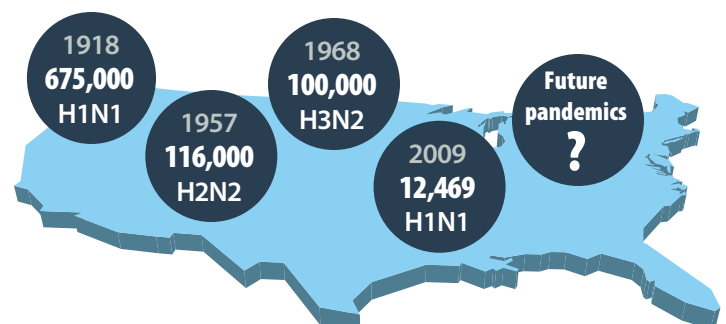 1918
675,000
H1N1
1957
116,000
H2N2
1968
100,000
H3N2
2009
12,469
H1N1
Future
pandemics
?